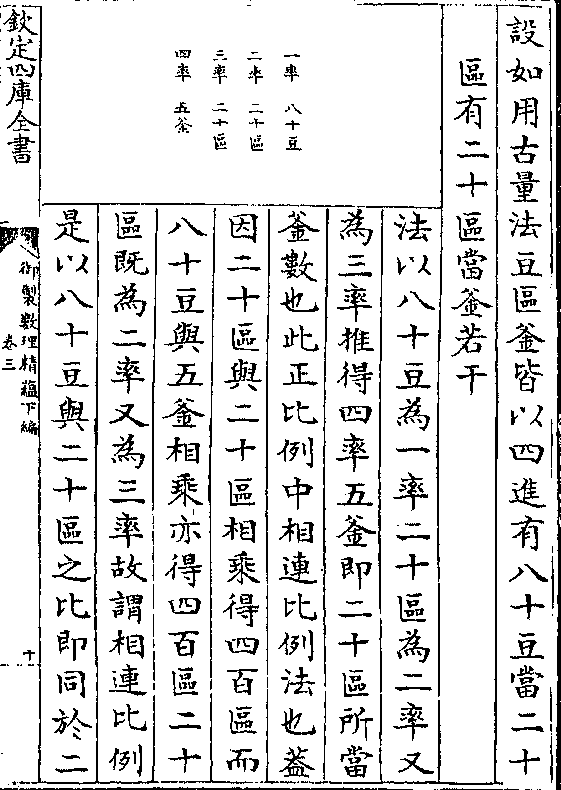 設如用古量法豆區釜皆以四進有八十豆當二十
區有二十區當釜若干
一率 八十豆
二率 二十區
三率 二十區
四率 五釜
法以八十豆為一率二十區為二率又
為三率推得四率五釜即二十區所當
釜數也此正比例中相連比例法也葢
因二十區與二十區相乘得四百區而
八十豆與五釜相乘亦得四百區二十
區既為二率又為三率故謂相連比例
是以八十豆與二十區之比即同於二
欽定四庫全書
御製數理精藴下編
卷三
十